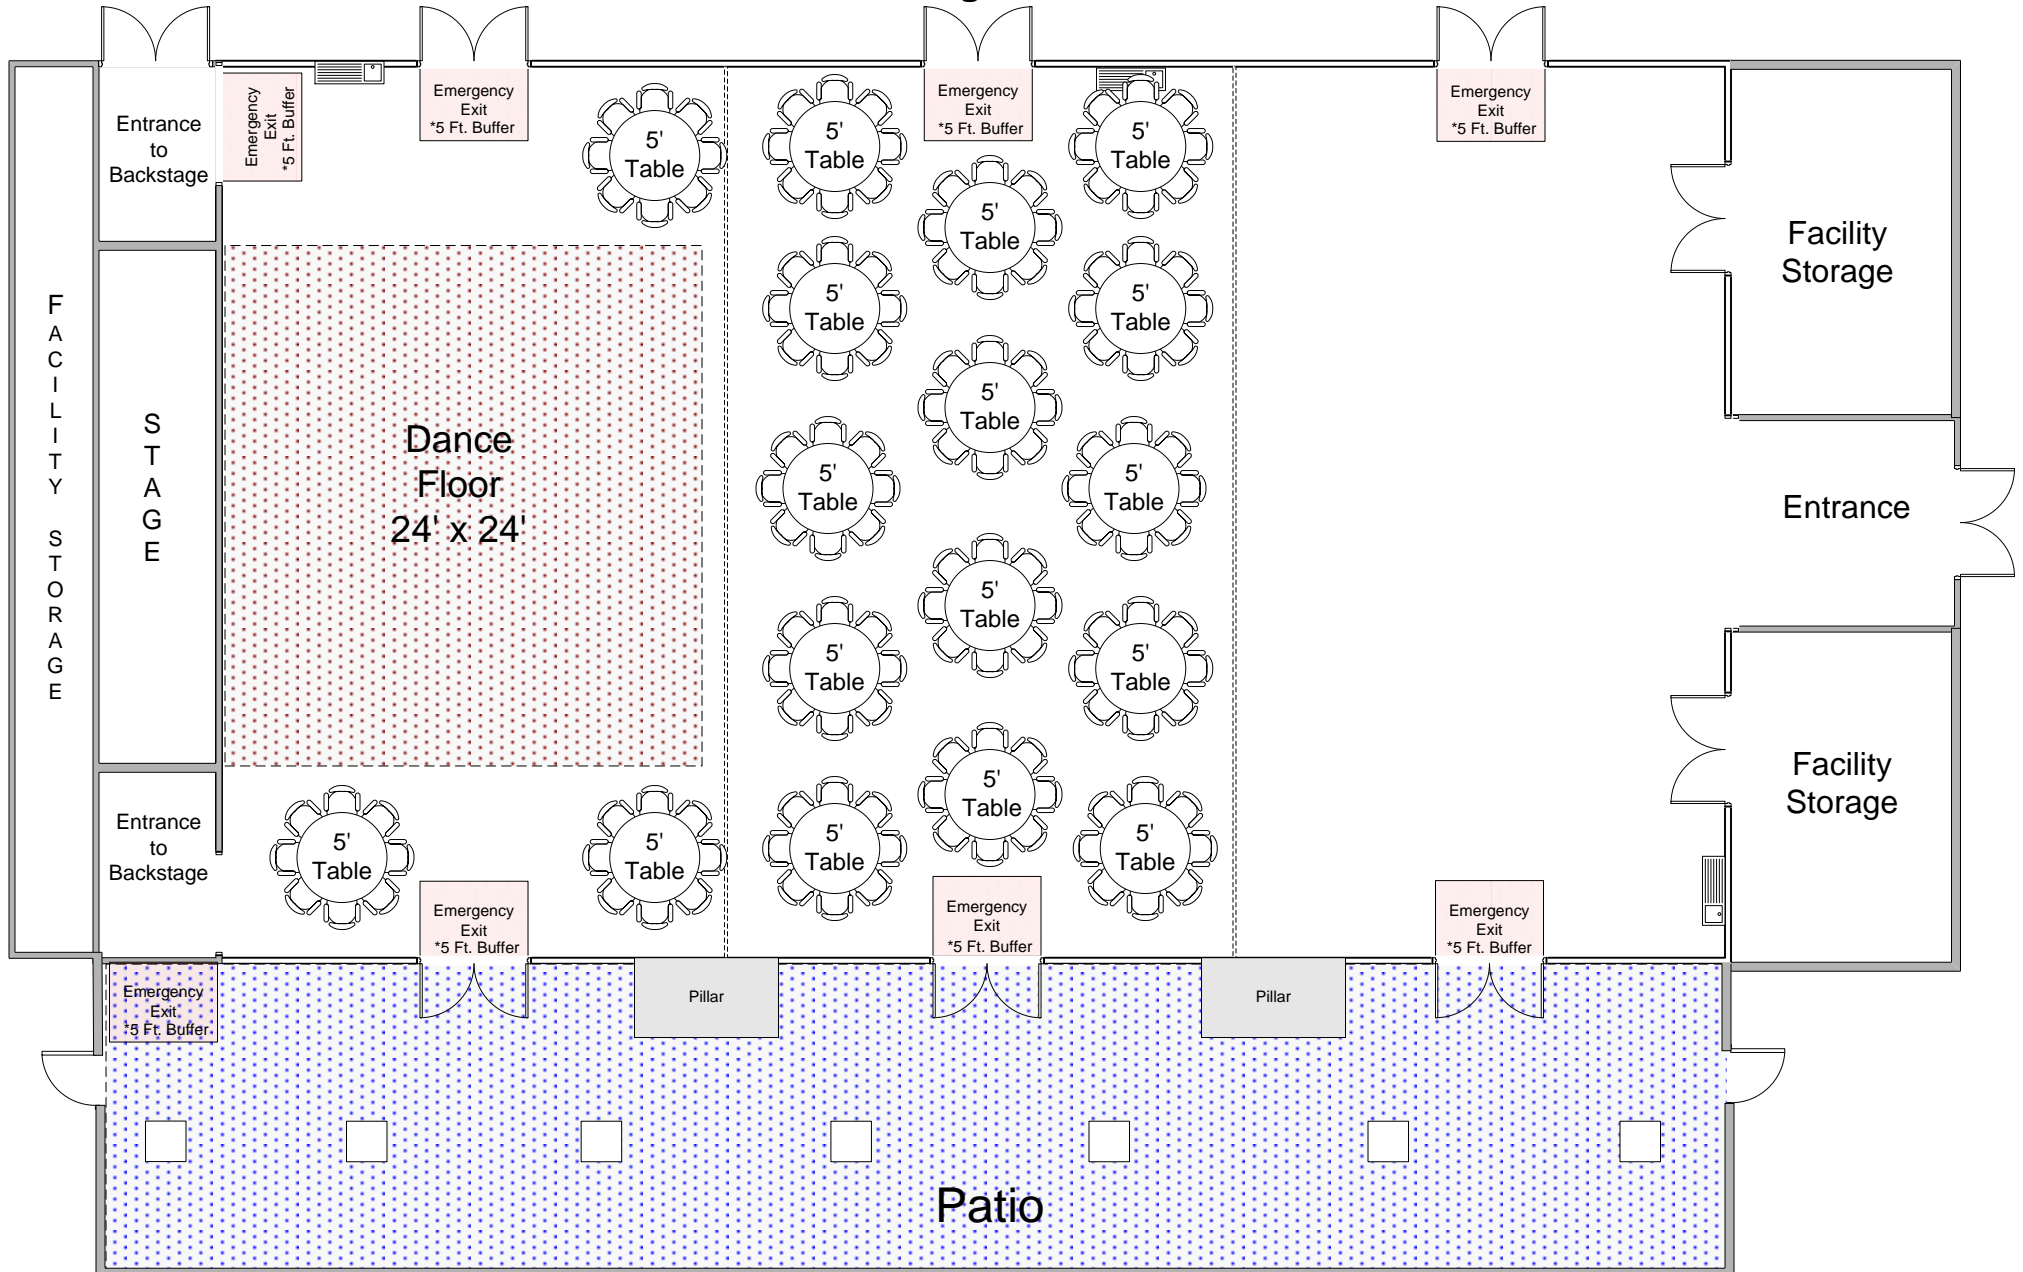 Emergency
Exit
*5 Ft. Buffer
Emergency
Exit
*5 Ft. Buffer
Emergency
Exit
*5 Ft. Buffer
Emergency
Exit
*5 Ft. Buffer
Entrance
to
Backstage
5'
Table
5'
Table
5'
Table
5'
Table
Facility
Storage
5'
Table
5'
Table
FACILITY STORAGE
STAGE
Dance
Floor
24' x 24'
5'
Table
5'
Table
5'
Table
Entrance
5'
Table
5'
Table
5'
Table
5'
Table
Facility
Storage
Entrance
to
Backstage
5'
Table
5'
Table
5'
Table
5'
Table
Emergency
Exit
*5 Ft. Buffer
Emergency
Exit
*5 Ft. Buffer
Emergency
Exit
*5 Ft. Buffer
Emergency
Exit
*5 Ft. Buffer
Pillar
Pillar
Patio